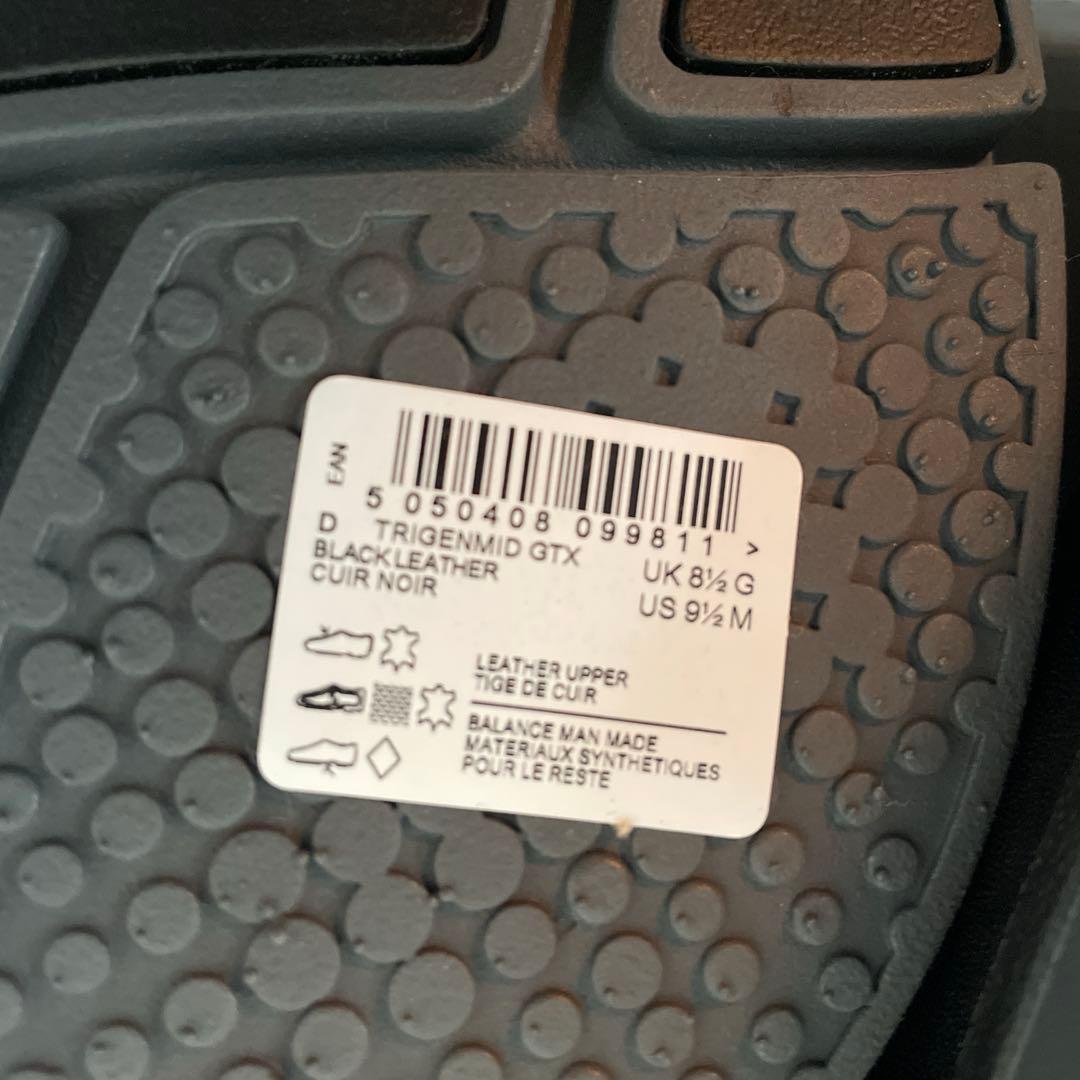 EAN
5 050408 099811 >
D TRIGENMID GTX
BLACK LEATHER
CUIR NOIR
UK 8½ G
US 9½ M
LEATHER UPPER
TIGE DE CUIR
BALANCE MAN MADE
MATERIAUX SYNTHETIQUES
POUR LE RESTE